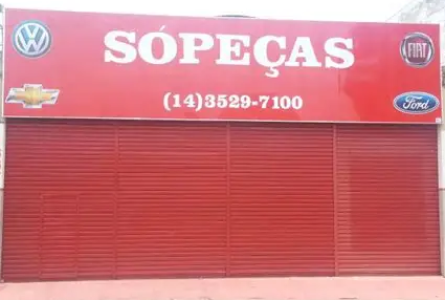 SÓPEÇAS
FIAT
(14)3529-7100
Ford